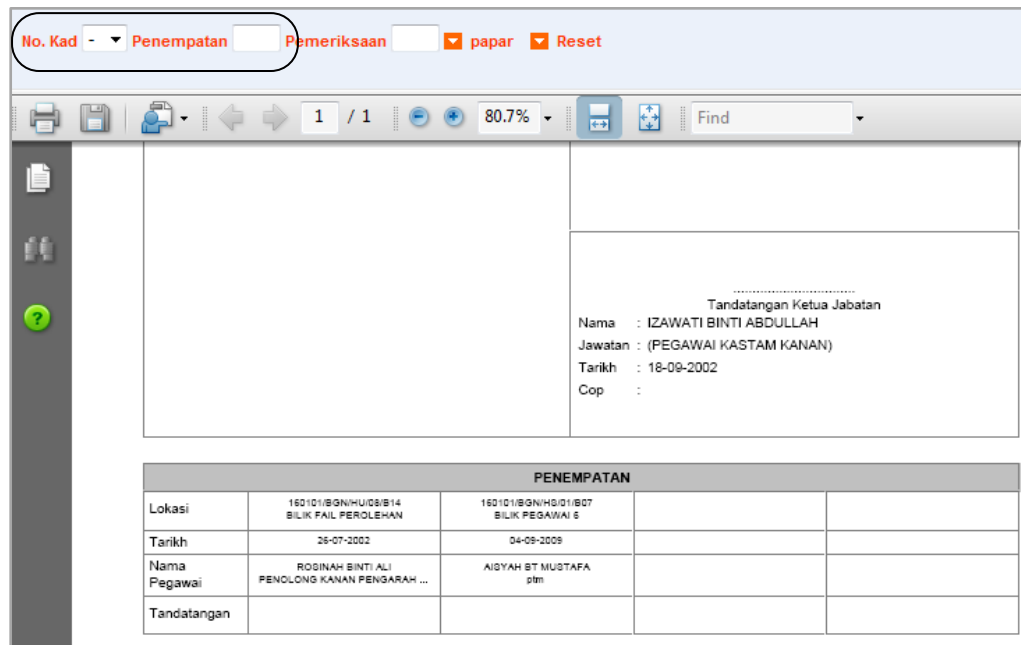 No. Kad - Penempatan Pemeriksaan papar Reset
1 / 1 80.7% Find
Tandatangan Ketua Jabatan
Nama : IZAWATI BINTI ABDULLAH
Jawatan : (PEGAWAI KASTAM KANAN)
Tarikh : 18-09-2002
Cop :
PENEMPATAN
Lokasi 160101/BGN/HU/08/B14 160101/BGN/HS/01/B07
BILIK FAIL PEROLEHAN BILIK PEGAWAI 6
Tarikh 26-07-2002 04-09-2009
Nama ROSINAH BINTI ALI AISYAH BT MUSTAFA
Pegawai PENOLONG KANAN PENGARAH ... ptm
Tandatangan